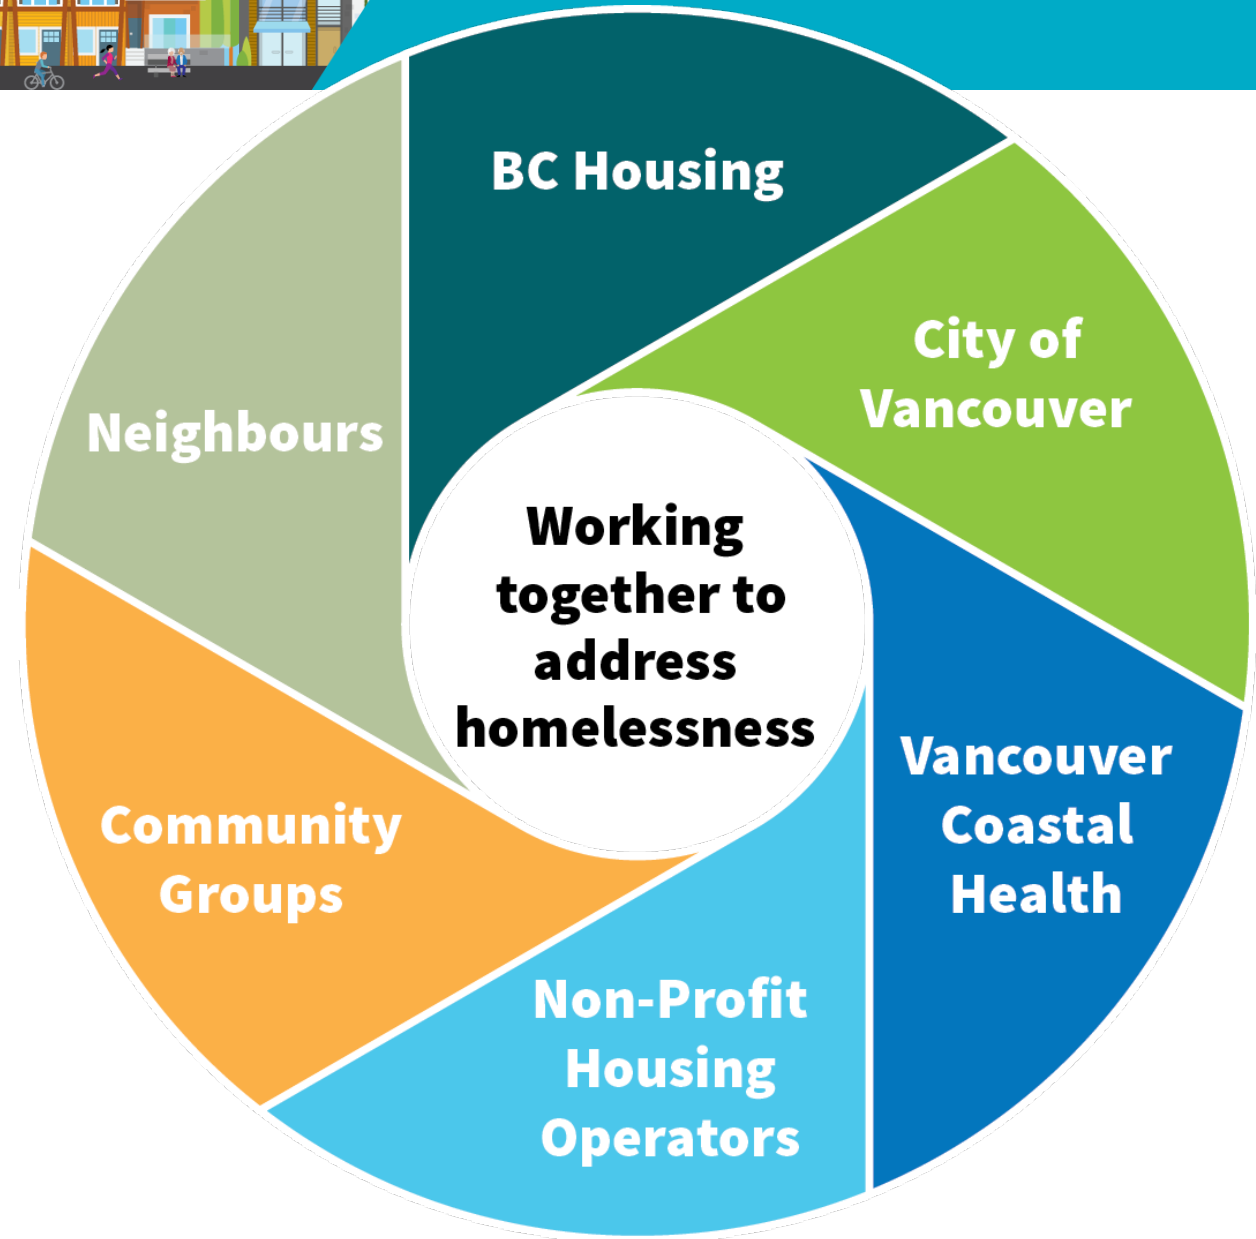 BC Housing
City of
Vancouver
Vancouver
Coastal
Health
Non-Profit
Housing
Operators
Community
Groups
Neighbours
Working
together to
address
homelessness